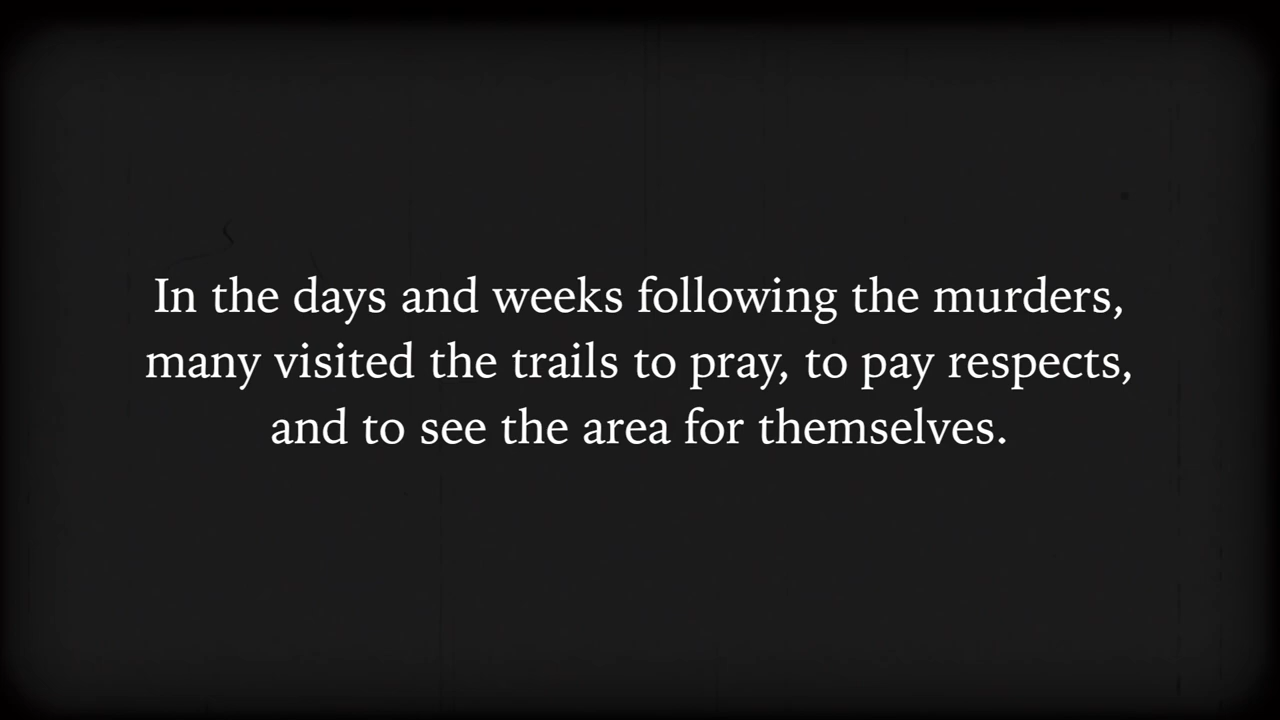 In the days and weeks following the murders,
many visited the trails to pray, to pay respects,
and to see the area for themselves.